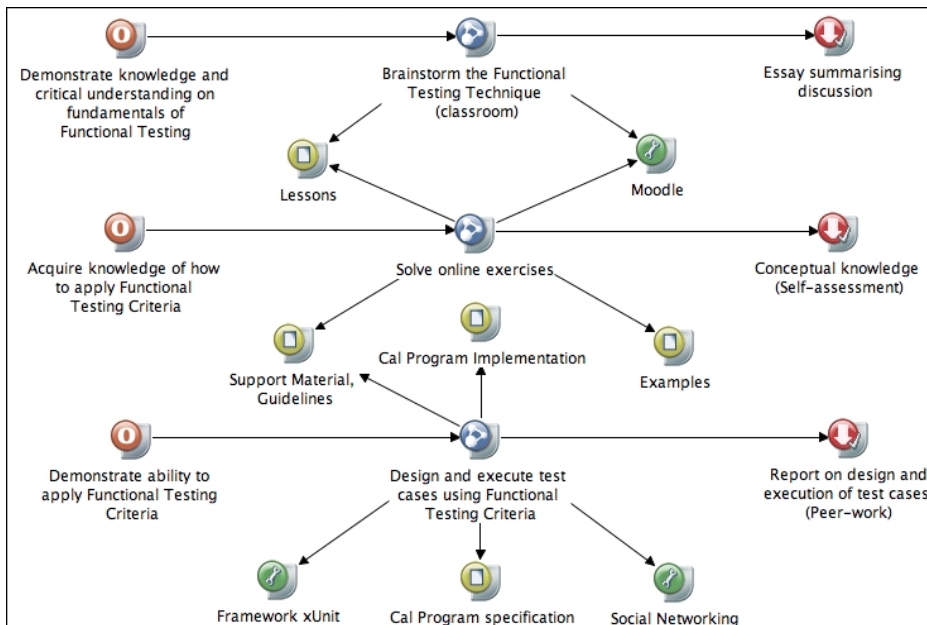 Demonstrate knowledge and
critical understanding on
fundamentals of
Functional Testing
Brainstorm the Functional
Testing Technique
(classroom)
Essay summarising
discussion
Lessons
Moodle
Acquire knowledge of how
to apply Functional
Testing Criteria
Solve online exercises
Conceptual knowledge
(Self-assessment)
Support Material,
Guidelines
Cal Program Implementation
Examples
Demonstrate ability to
apply Functional Testing
Criteria
Design and execute test
cases using Functional
Testing Criteria
Report on design and
execution of test cases
(Peer-work)
Framework xUnit
Cal Program specification
Social Networking